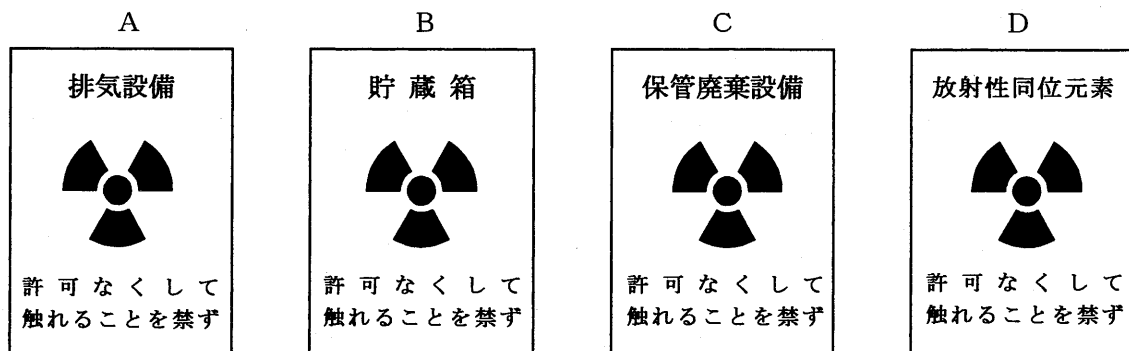 A
B
C
D
排気設備
許可なくして
触れることを禁ず
貯蔵箱
許可なくして
触れることを禁ず
保管廃棄設備
許可なくして
触れることを禁ず
放射性同位元素
許可なくして
触れることを禁ず